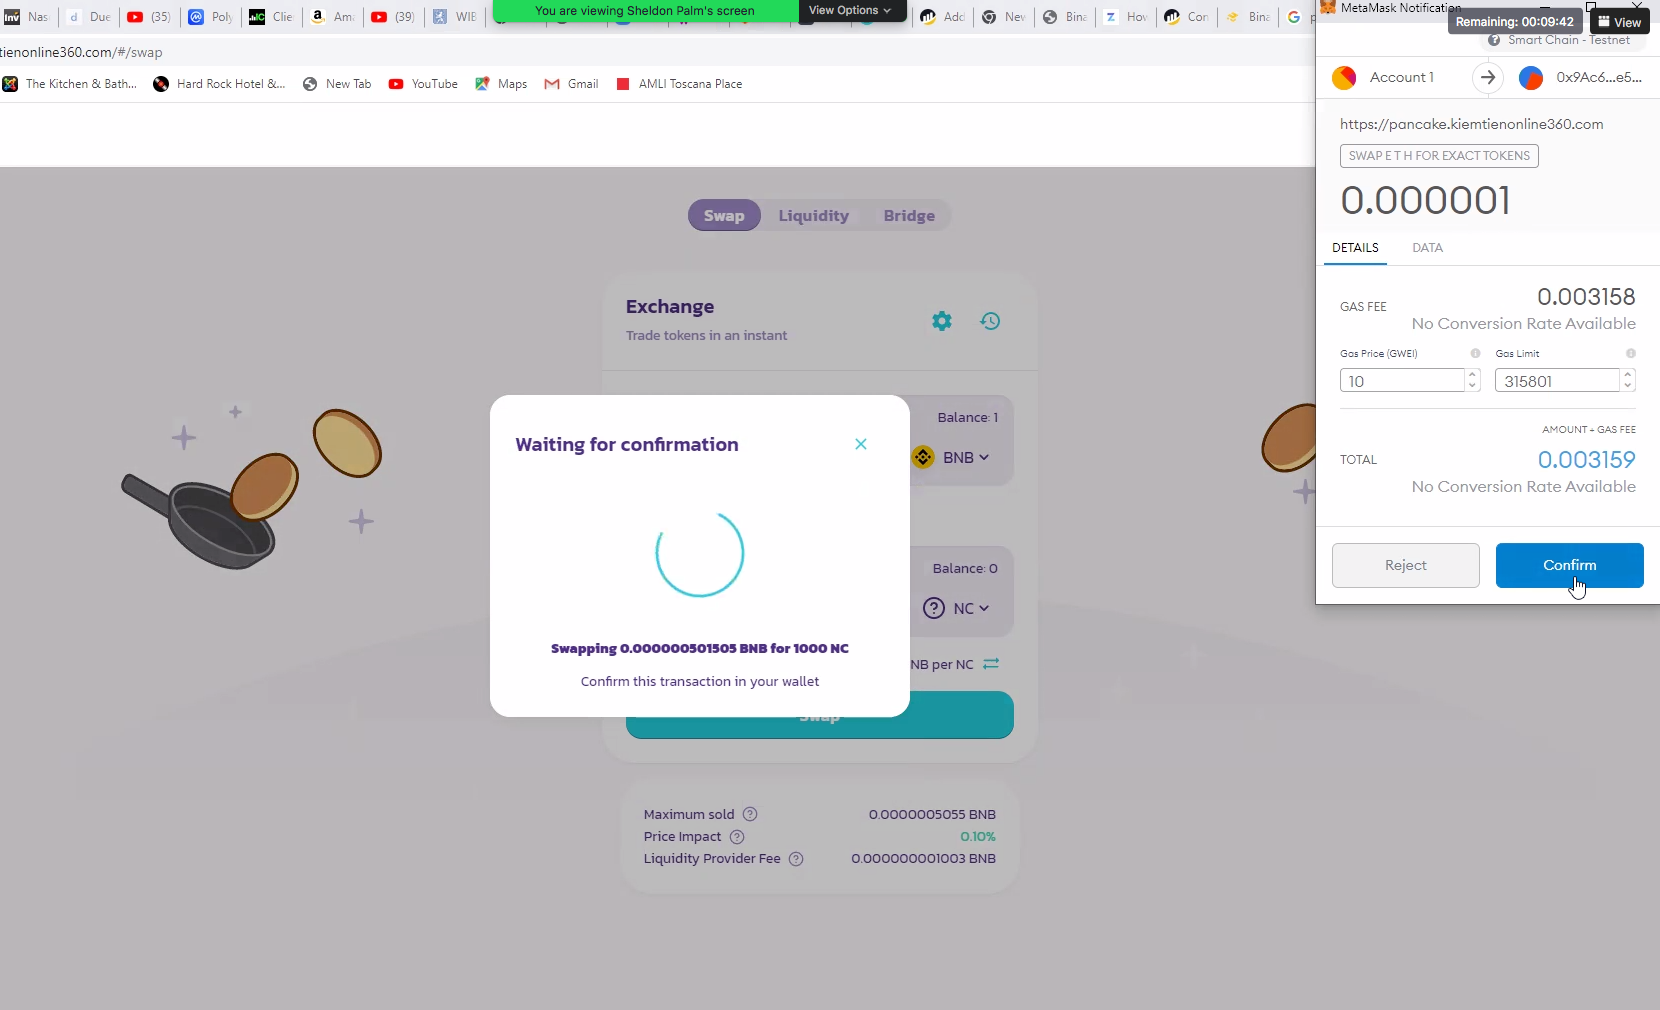 Nas
Due
(35)
Poly
Clie
Ama
(39)
WIE
You are viewing Sheldon Palm's screen
View Options
Add
Nev
Bina
Hov
Con
Bina
MetaMask Notification
Remaining: 00:09:42
View
tienonline360.com/#/swap
Smart Chain - Testnet
The Kitchen & Bath...
Hard Rock Hotel &...
New Tab
YouTube
Maps
Gmail
AMLI Toscana Place
Account 1
0x9Ac6...e5...
https://pancake.kiemtienonline360.com
SWAP E T H FOR EXACT TOKENS
0.000001
DETAILS
DATA
GAS FEE
0.003158
No Conversion Rate Available
Gas Price (GWEI)
Gas Limit
10
315801
AMOUNT + GAS FEE
TOTAL
0.003159
No Conversion Rate Available
Reject
Confirm
Swap
Liquidity
Bridge
Exchange
Trade tokens in an instant
Balance: 1
BNB
Waiting for confirmation
Balance: 0
NC
Swapping 0.000000501505 BNB for 1000 NC
Confirm this transaction in your wallet
NB per NC
Swap
Maximum sold
0.0000005055 BNB
Price Impact
0.10%
Liquidity Provider Fee
0.000000001003 BNB